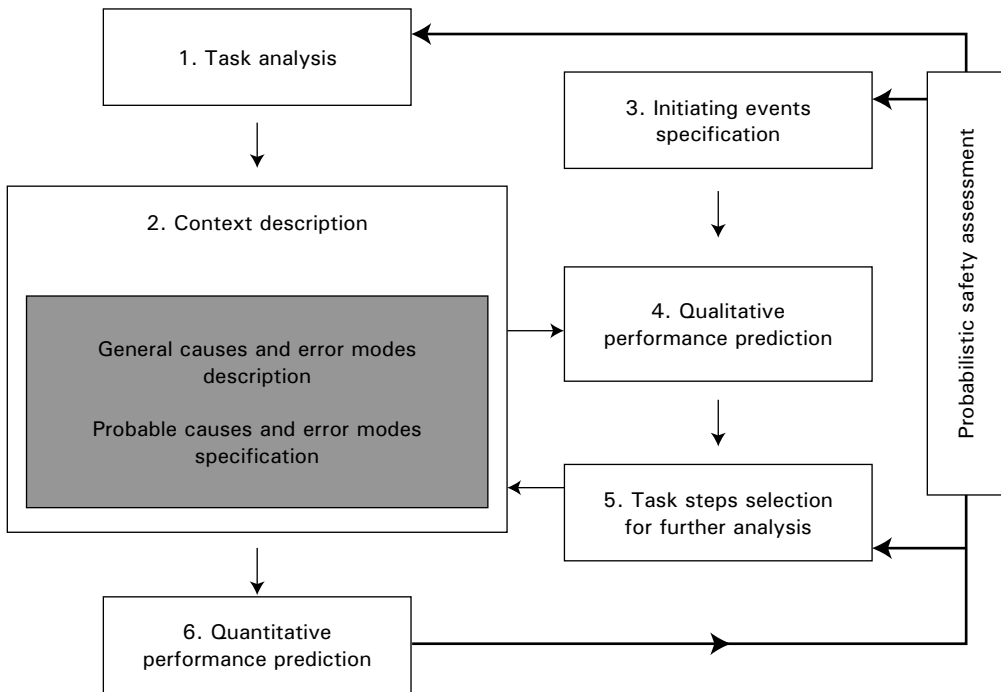 1. Task analysis
2. Context description
General causes and error modes
description
Probable causes and error modes
specification
3. Initiating events
specification
4. Qualitative
performance prediction
5. Task steps selection
for further analysis
6. Quantitative
performance prediction
Probabilistic safety assessment